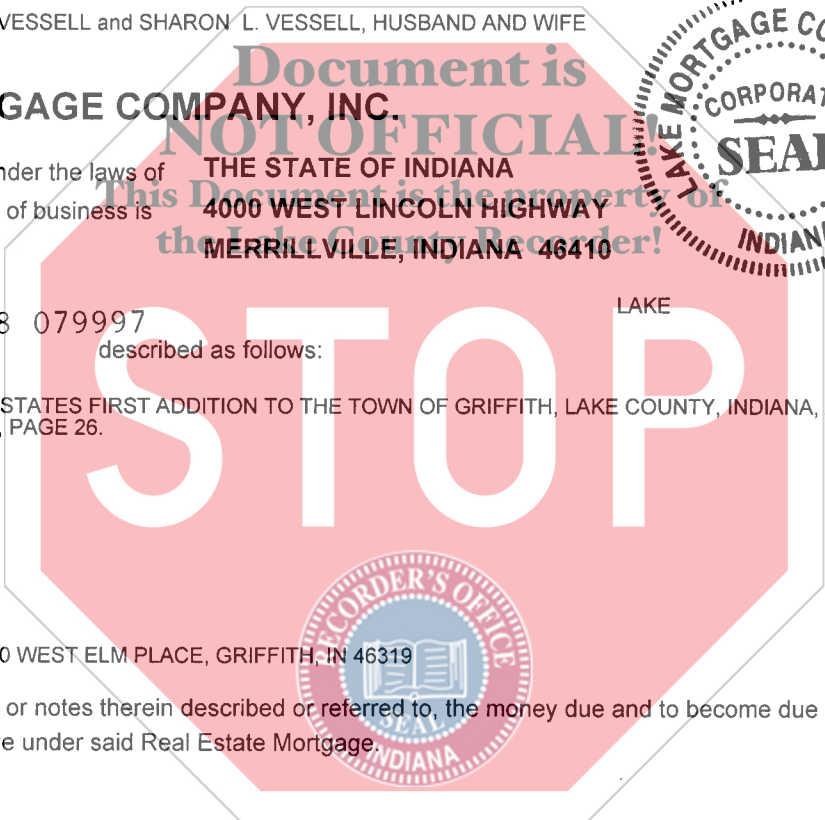 VESSELL and SHARON L. VESSELL, HUSBAND AND WIFE
Document is
GAGE COMPANY, INC.
NOT OFFICIAL!
nder the laws of THE STATE OF INDIANA
This Document is the property of
of business is 4000 WEST LINCOLN HIGHWAY
the Lake County Recorder!
MERRILLVILLE, INDIANA 46410
LAKE MORTGAGE CO
CORPORAT
SEAL
INDIAN
8 079997
LAKE
described as follows:
STOP
STATES FIRST ADDITION TO THE TOWN OF GRIFFITH, LAKE COUNTY, INDIANA,
, PAGE 26.
RECORDER'S OFFICE
0 WEST ELM PLACE, GRIFFITH, IN 46319
or notes therein described or referred to, the money due and to become due
SEAL
e under said Real Estate Mortgage.
INDIANA